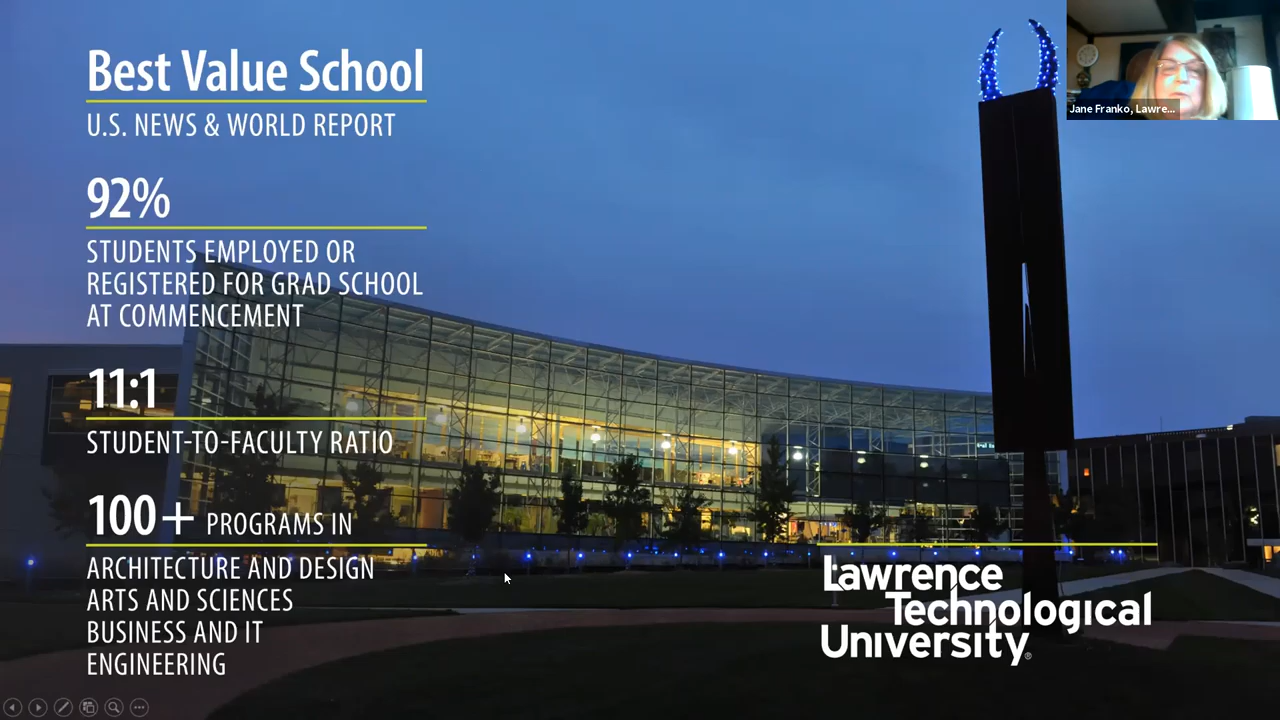 Best Value School
U.S. NEWS & WORLD REPORT
92%
STUDENTS EMPLOYED OR
REGISTERED FOR GRAD SCHOOL
AT COMMENCEMENT
11:1
STUDENT-TO-FACULTY RATIO
100+ PROGRAMS IN
ARCHITECTURE AND DESIGN
ARTS AND SCIENCES
BUSINESS AND IT
ENGINEERING
Jane Franko, Lawre...
Lawrence
Technological
University®